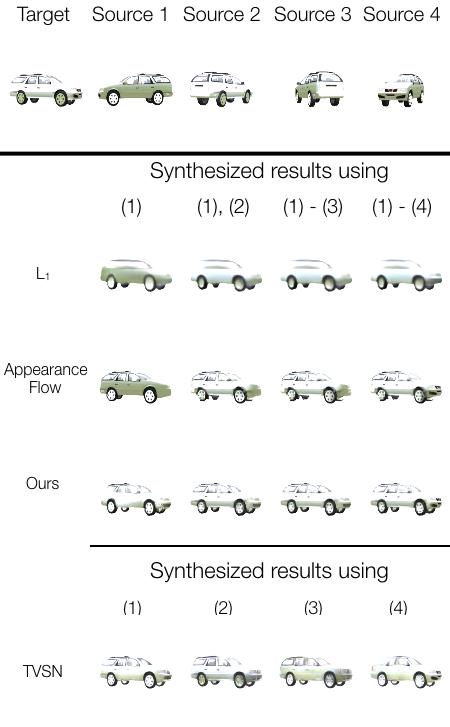 Target Source 1 Source 2 Source 3 Source 4
Synthesized results using
(1) (1), (2) (1) - (3) (1) - (4)
L₁
Appearance
Flow
Ours
Synthesized results using
(1) (2) (3) (4)
TVSN